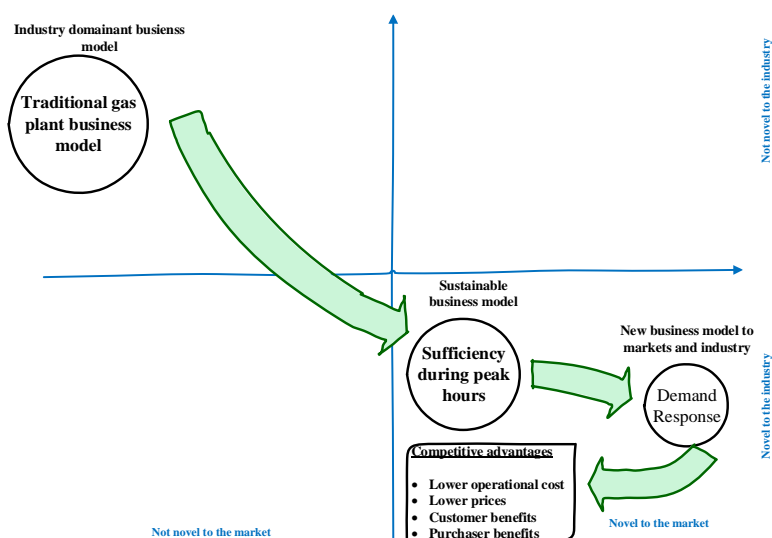 Industry domainant busienss
model
Traditional gas
plant business
model
Not novel to the industry
Sustainable
business model
Sufficiency
during peak
hours
New business model to
markets and industry
Demand
Response
Novel to the industry
Competitive advantages
• Lower operational cost
• Lower prices
• Customer benefits
• Purchaser benefits
Not novel to the market
Novel to the market